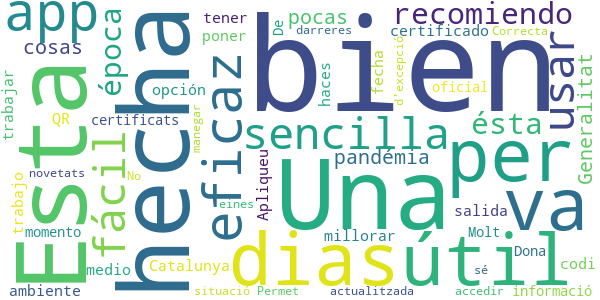 app
cosas
trabajar
Esta
QR
novetats
trabajo
momento
ambiente
época
fácil
certificats
No
medio
hecha
tener
poner
opción
manegar
eficaz
Catalunya
situació
eines
Permet
De
pocas
darreres
haces
bien
fecha
d'excepció
recomiendo
certificado
Correcta
oficial
usar
Generalitat
sencilla
ésta
pandémia
per
Apliqueu
Una
va
salida
millorar
Molt
dias
útil
Dona
codi
sé
actualitzada
accedir
informació